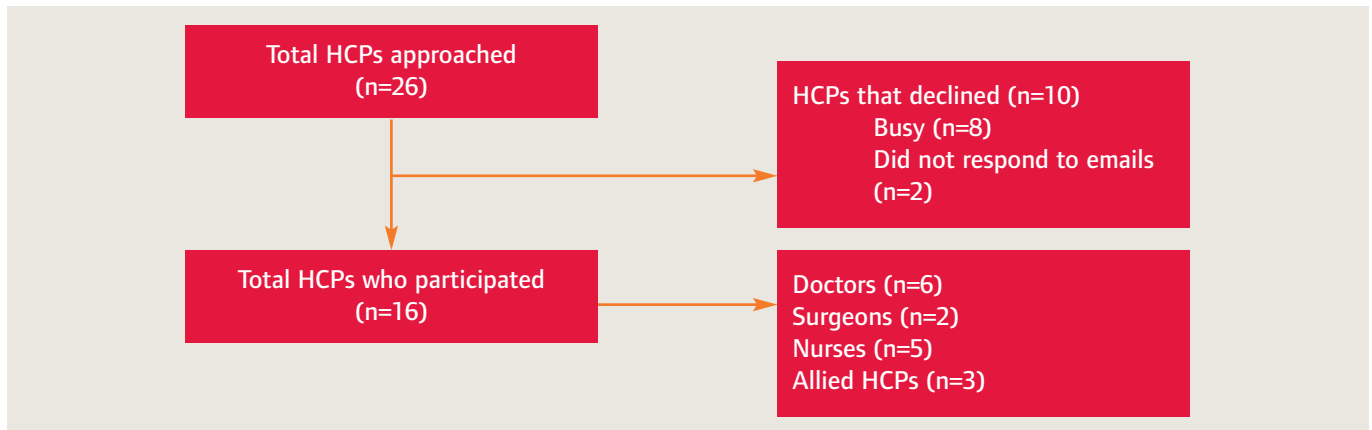 Total HCPs approached
(n=26)
HCPs that declined (n=10)
Busy (n=8)
Did not respond to emails
(n=2)
Total HCPs who participated
(n=16)
Doctors (n=6)
Surgeons (n=2)
Nurses (n=5)
Allied HCPs (n=3)